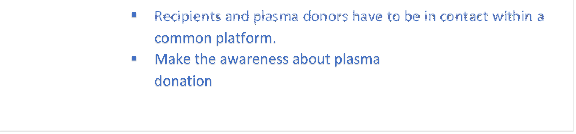 ▪ Recipients and plasma donors have to be in contact within a
common platform.
▪ Make the awareness about plasma
donation